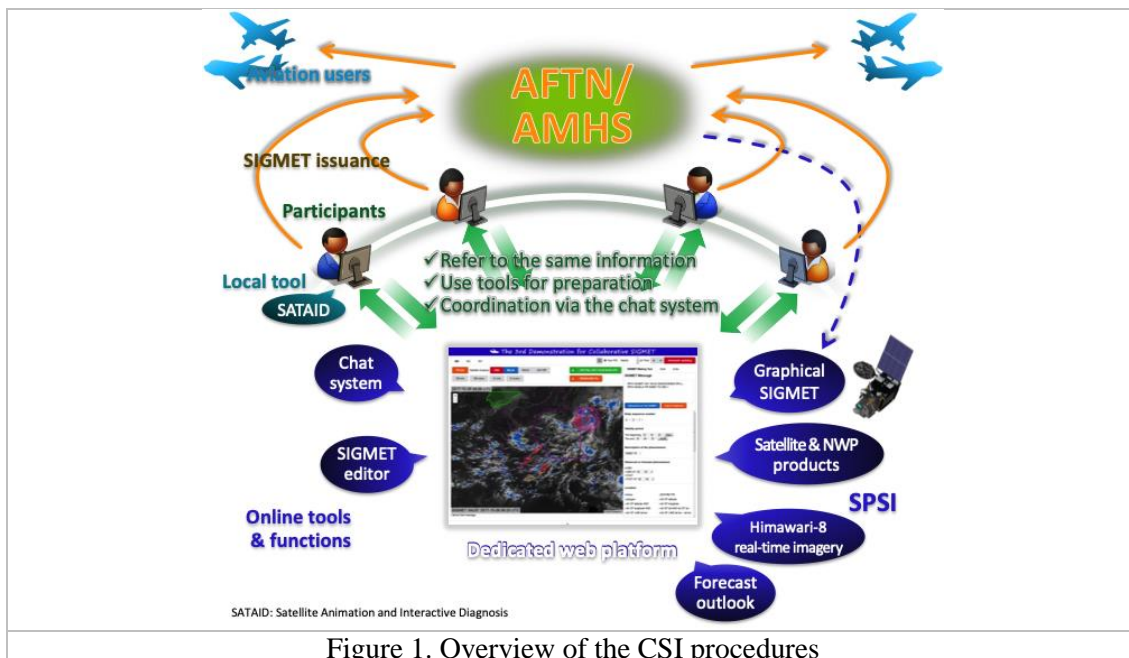 Aviation users
AFTN/
AMHS
SIGMET issuance
Participants
Local tool
SATAID
✓Refer to the same information
✓Use tools for preparation
✓Coordination via the chat system
The 3rd Demonstration for Collaborative SIGMET
Chat
system
SIGMET
editor
Online tools
& functions
SIGMET Message
Dedicated web platform
Graphical
SIGMET
Satellite & NWP
products
SPSI
Himawari-8
real-time imagery
Forecast
outlook
SATAID: Satellite Animation and Interactive Diagnosis
Figure 1. Overview of the CSI procedures